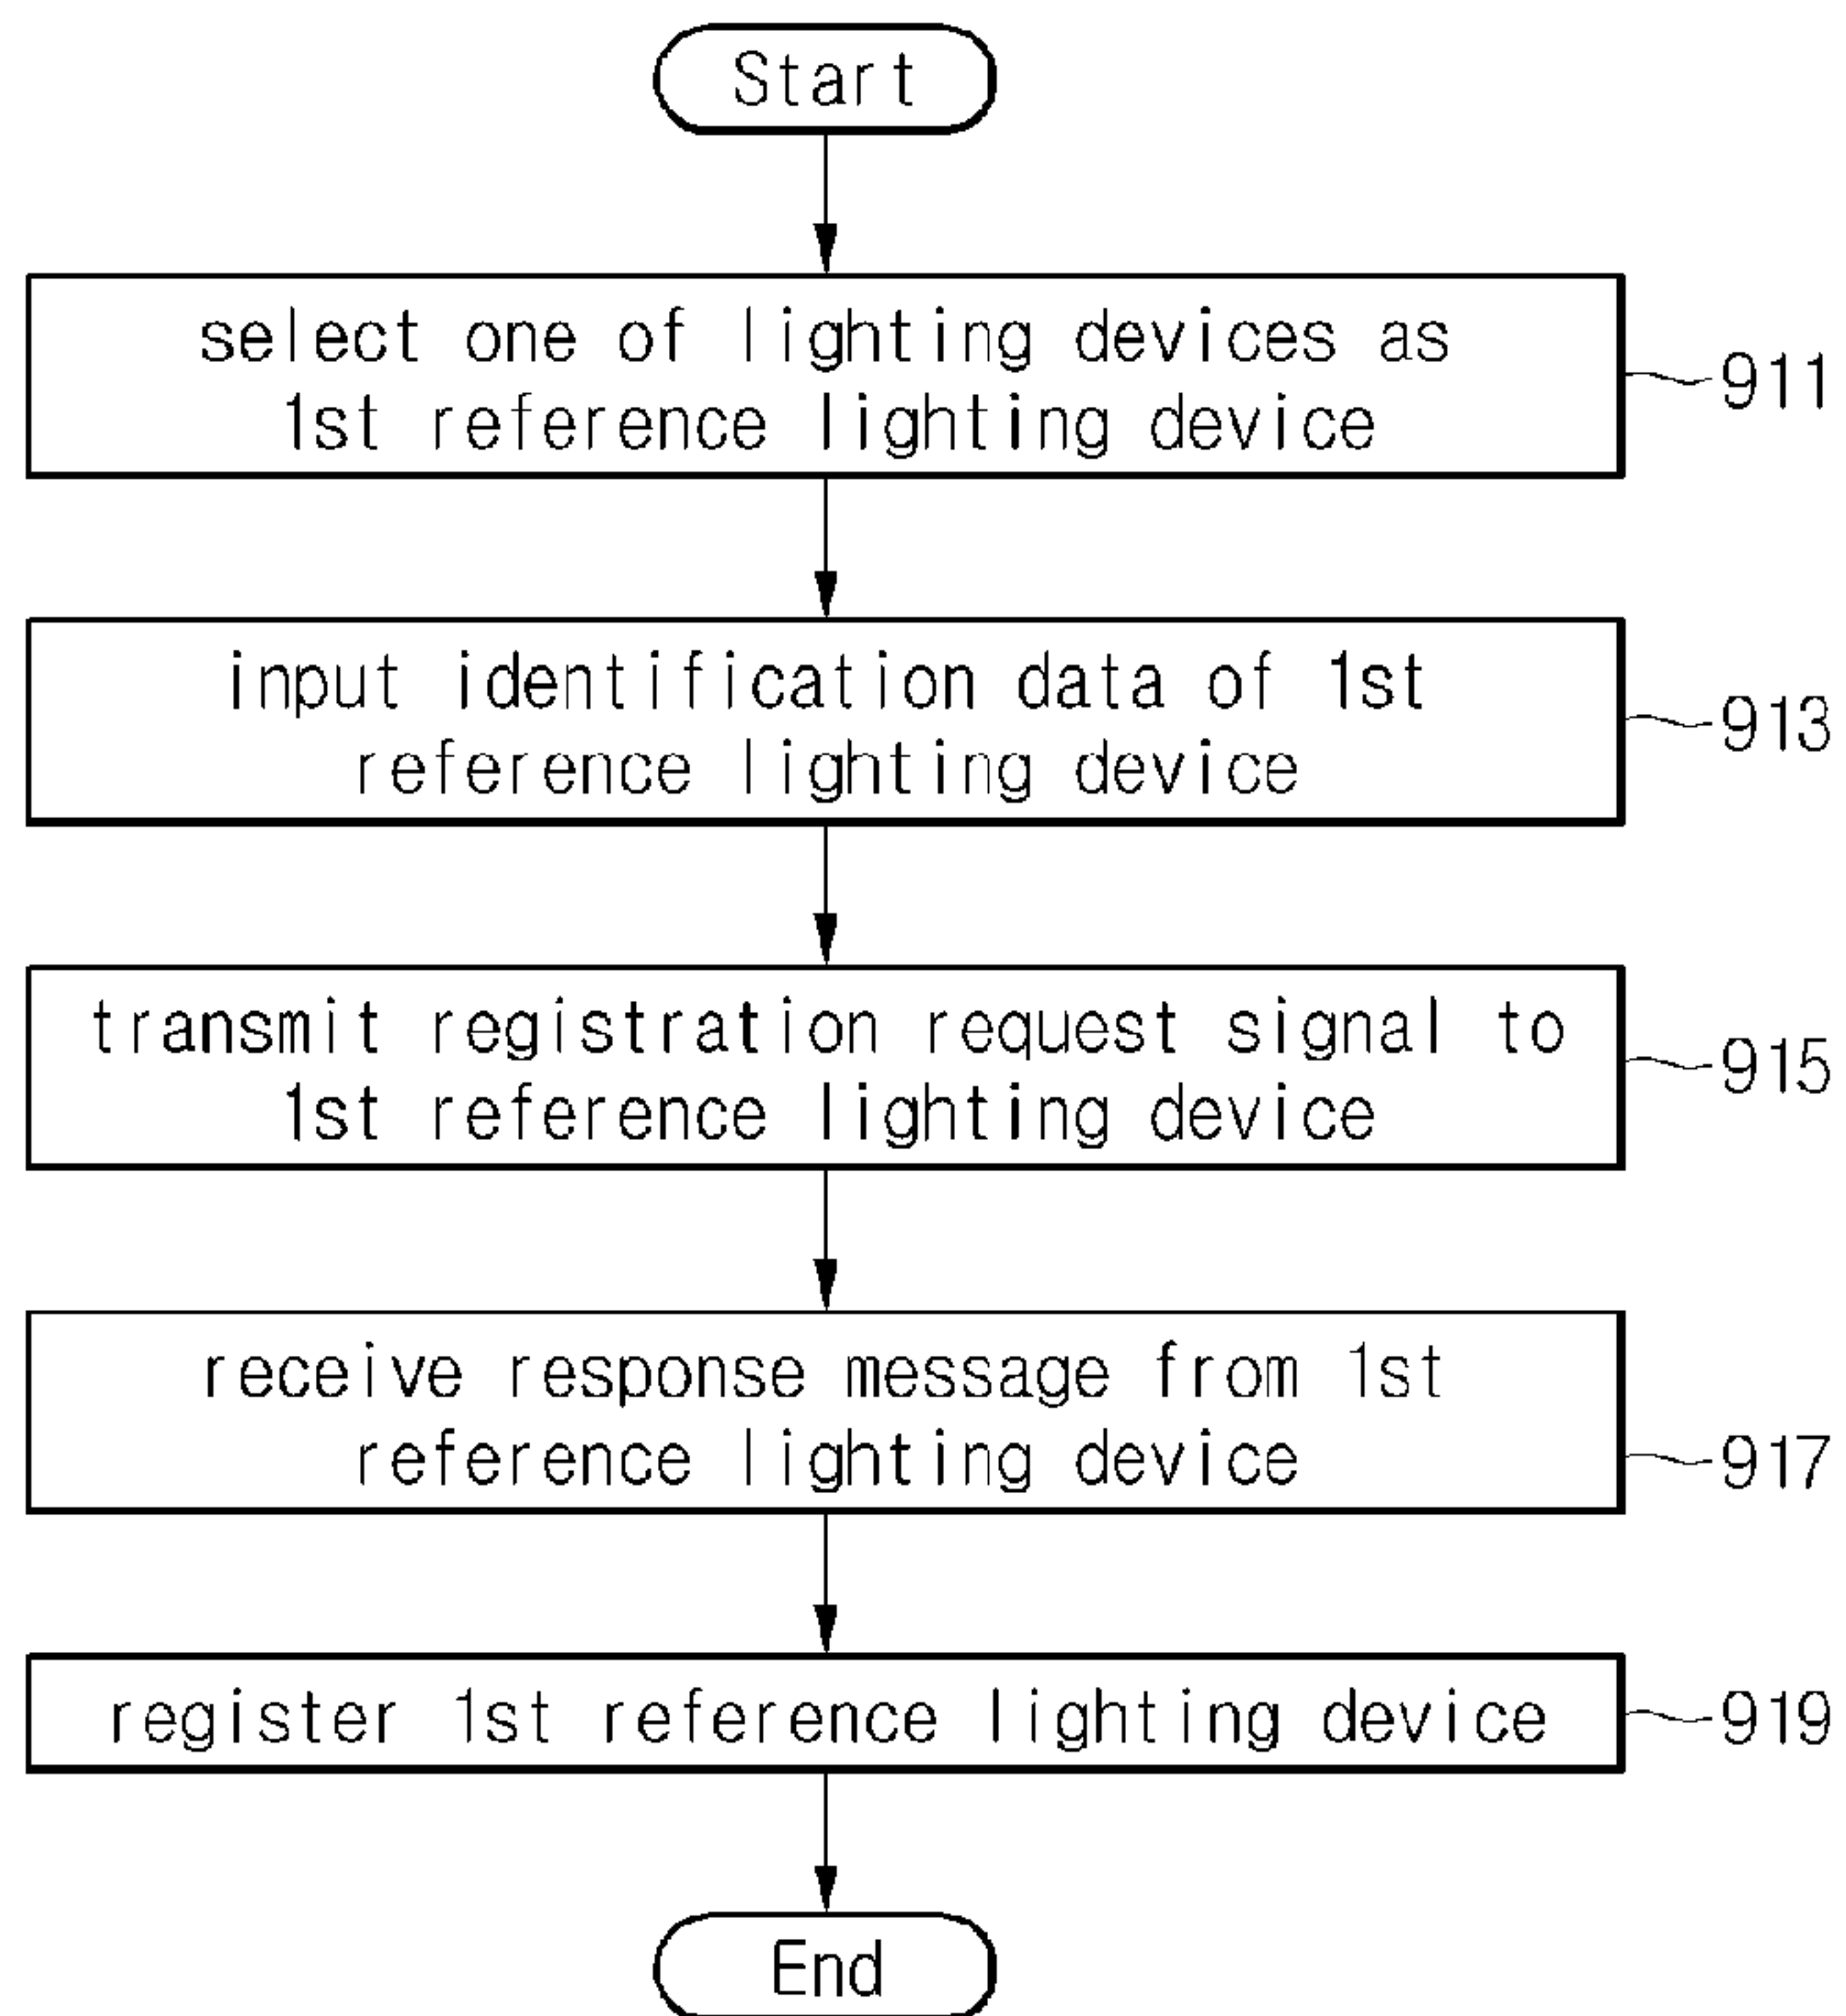 Start
select one of lighting devices as
1st reference lighting device
911
input identification data of 1st
reference lighting device
913
transmit registration request signal to
1st reference lighting device
915
receive response message from 1st
reference lighting device
917
register 1st reference lighting device
919
End